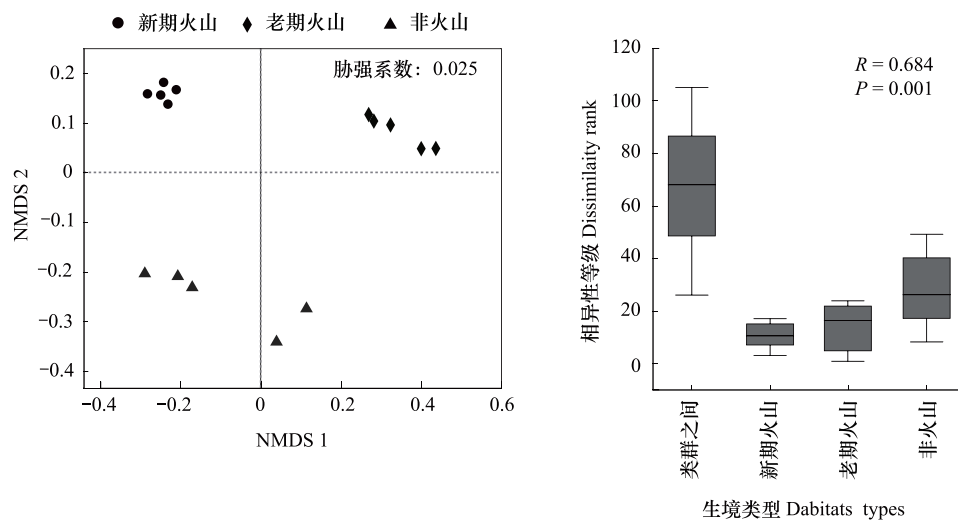 新期火山 老期火山 非火山
胁强系数：0.025
0.2
0.1
0
−0.1
−0.2
−0.3
−0.4
NMDS 2
−0.4 −0.2 0 0.2 0.4 0.6
NMDS 1
R = 0.684
P = 0.001
120
100
80
60
40
20
0
相异性等级 Dissimilaity rank
类群之间
新期火山
老期火山
非火山
生境类型 Dabitats types